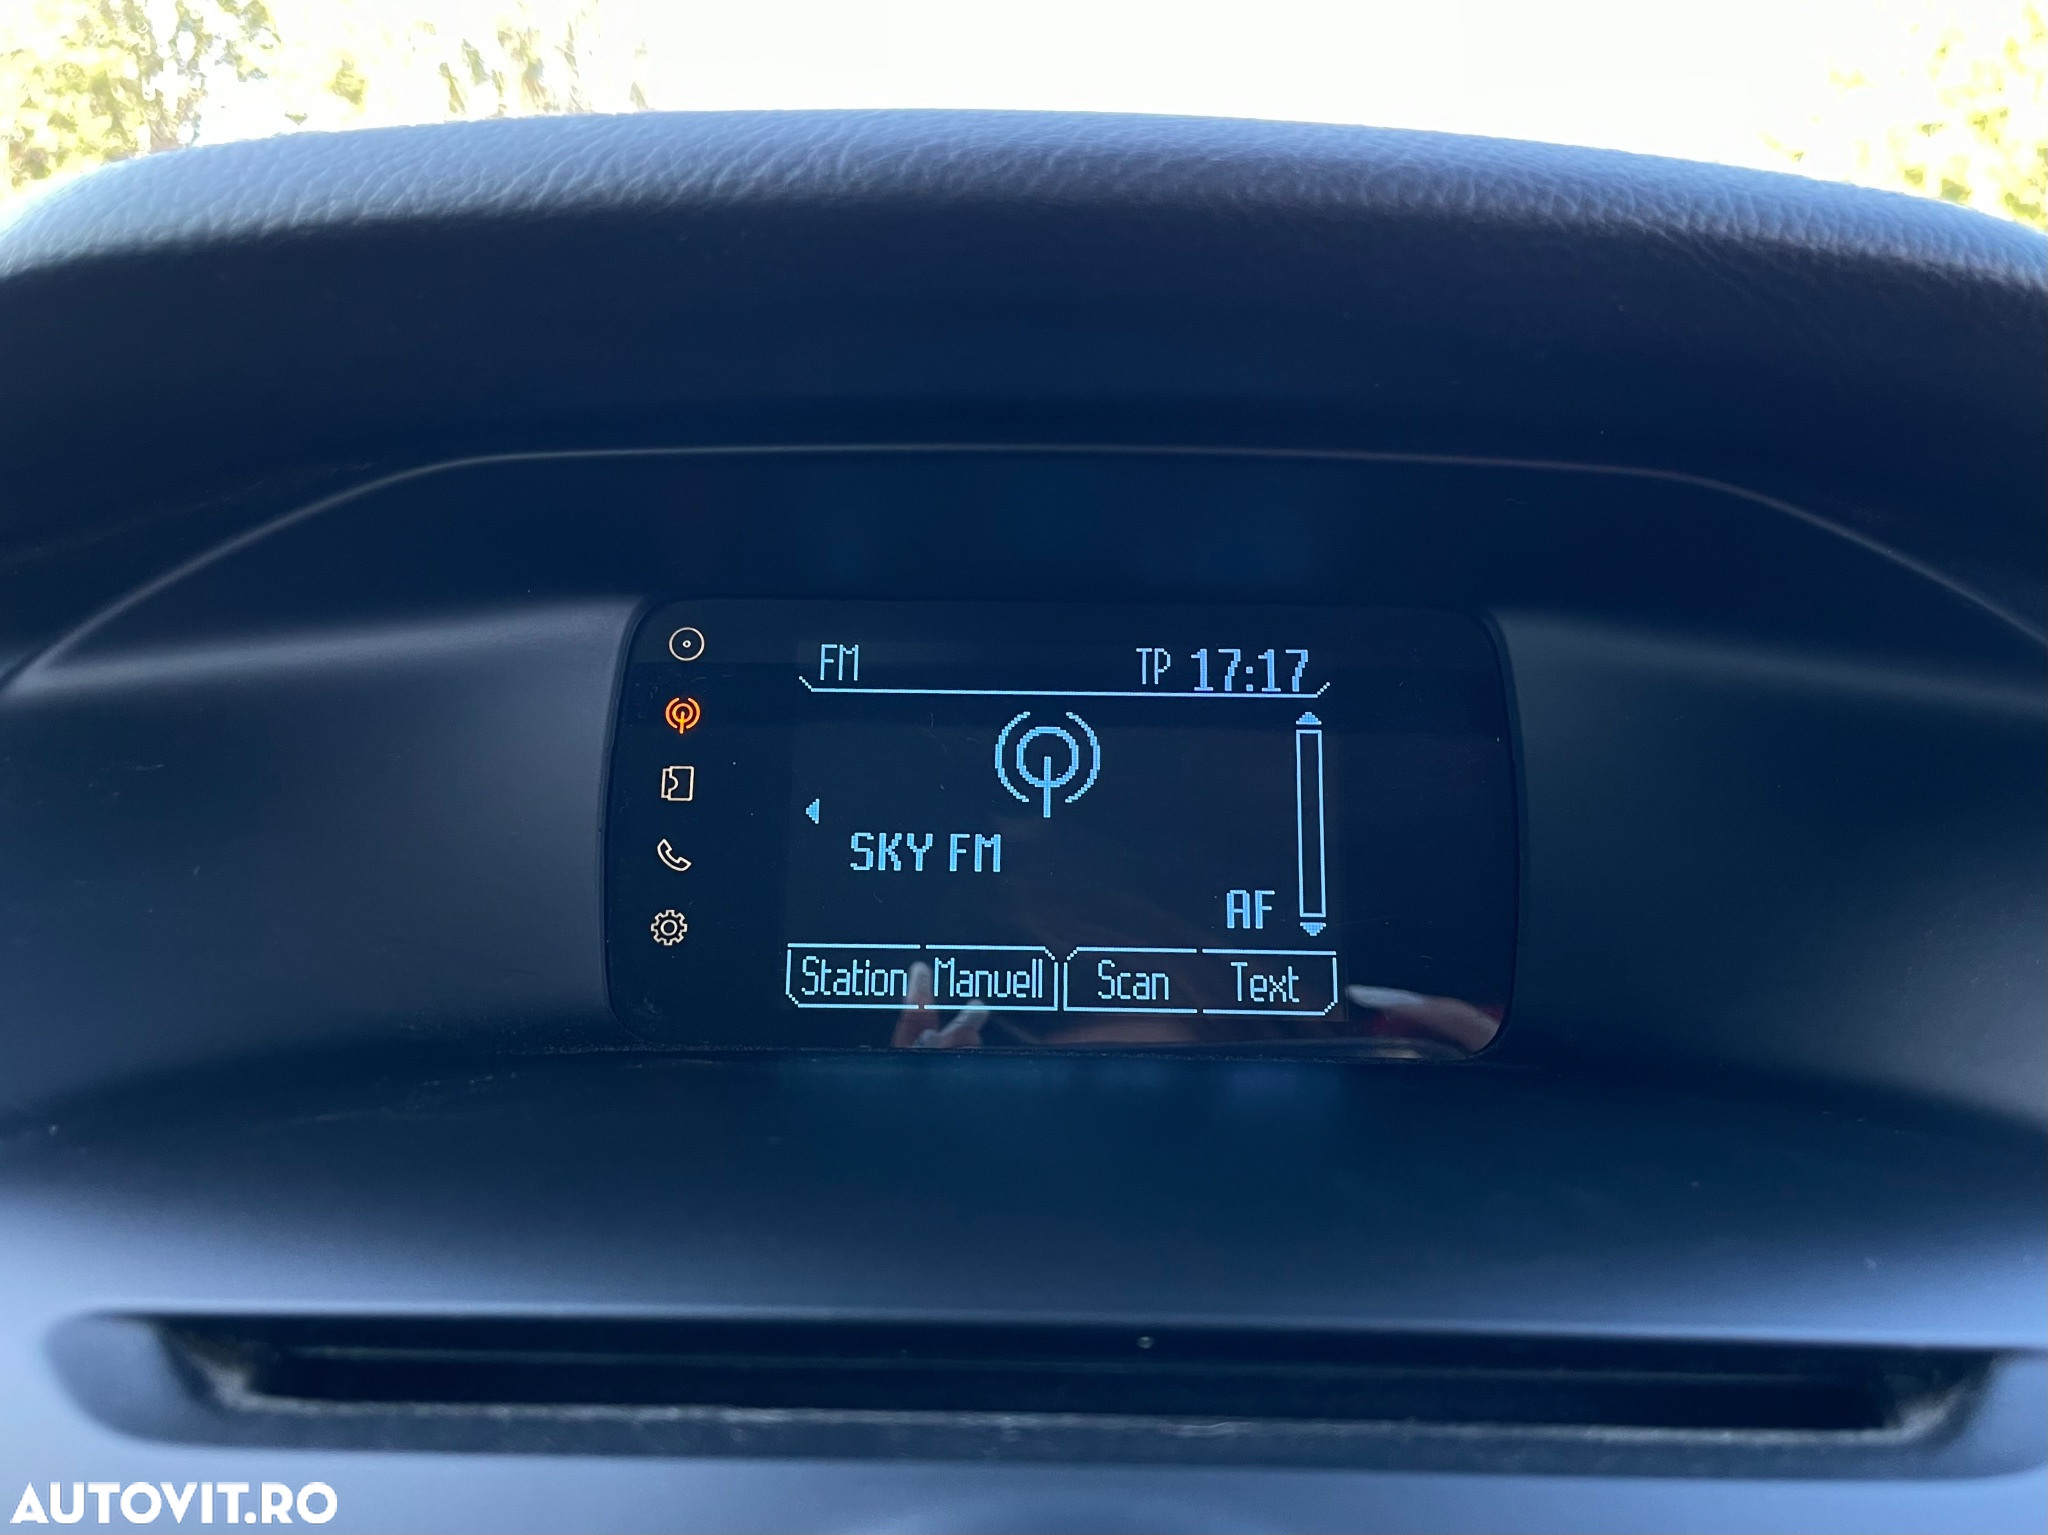 FM TP 17:17
SKY FM
AF
Station Manuell Scan Text
AUTOVIT.RO